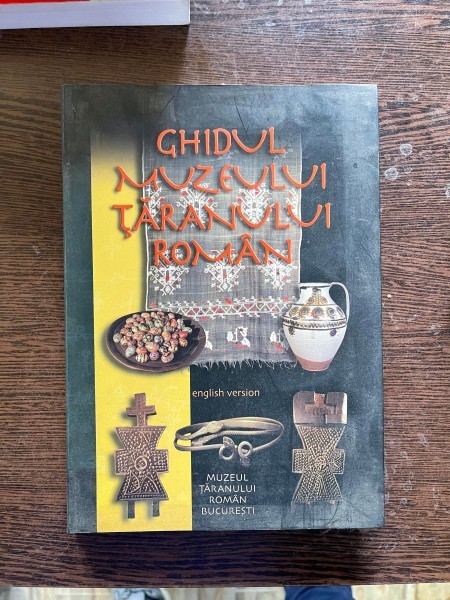 GHIDUL
MUZEULUI
ŢĂRANULUI
ROMÂN
english version
MUZEUL
ŢĂRANULUI
ROMÂN
BUCUREŞTI